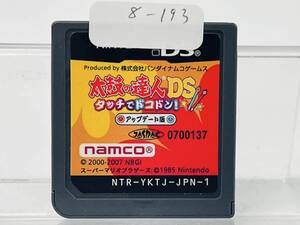 8-193
DS
Produced by 株式会社バンダイナムコゲームス
太鼓の達人DS
タッチでドコドン!
アップデート版
JASRAC 0700137
namco
© 2000-2007 NBGI
スーパーマリオブラザーズ ©1985 Nintendo
NTR-YKTJ-JPN-1